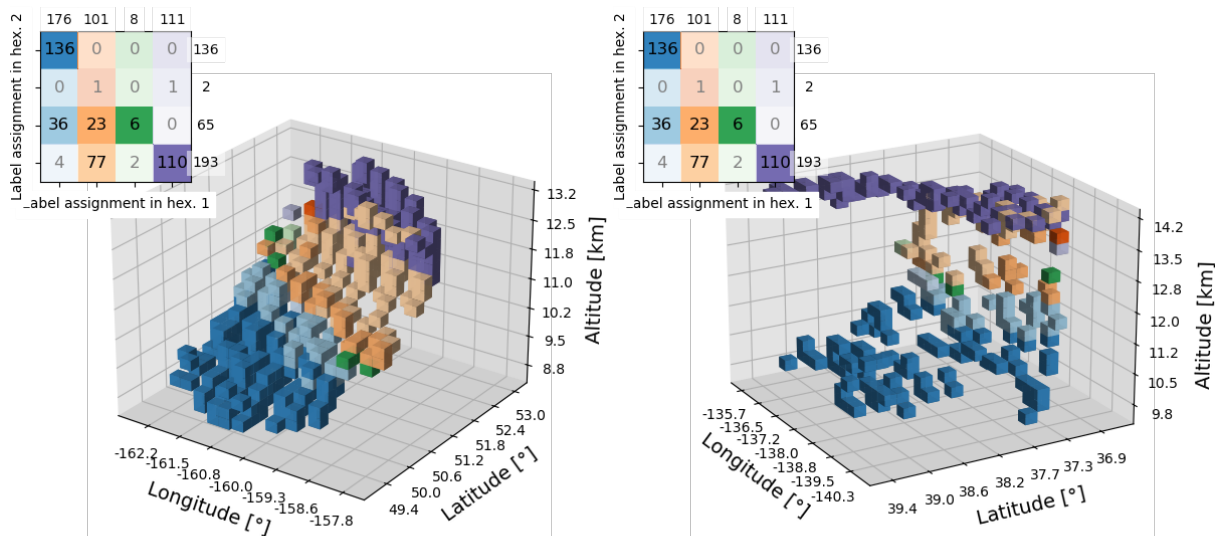 176 101 8 111
Label assignment in hex. 2
136 0 0 0 136
0 1 0 1 2
36 23 6 0 65
4 77 2 110 193
Label assignment in hex. 1
13.2
12.5
11.8
11.0
10.2
9.5
8.8
Altitude [km]
53.0
52.4
51.8
51.2
50.6
50.0
49.4
Latitude [°]
-162.2
-161.5
-160.8
-160.0
-159.3
-158.6
-157.8
Longitude [°]
176 101 8 111
Label assignment in hex. 2
136 0 0 0 136
0 1 0 1 2
36 23 6 0 65
4 77 2 110 193
Label assignment in hex. 1
14.2
13.5
12.8
12.0
11.2
10.5
9.8
Altitude [km]
-135.7
-136.5
-137.2
-138.0
-138.8
-139.5
-140.3
Longitude [°]
39.4
39.0
38.6
38.2
37.7
37.3
36.9
Latitude [°]